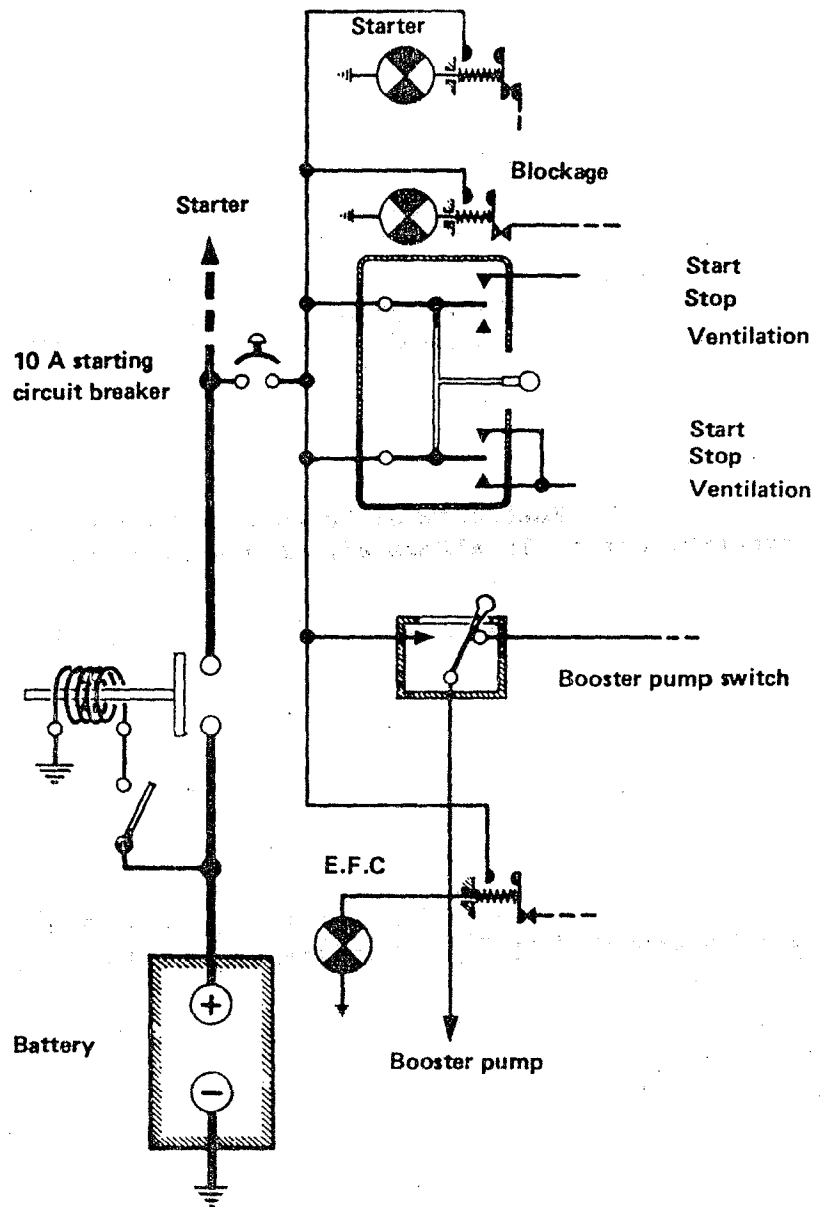 Starter
Blockage
Starter
Start
Stop
Ventilation
10 A starting
circuit breaker
Start
Stop
Ventilation
Booster pump switch
E.F.C
+
Battery
−
Booster pump